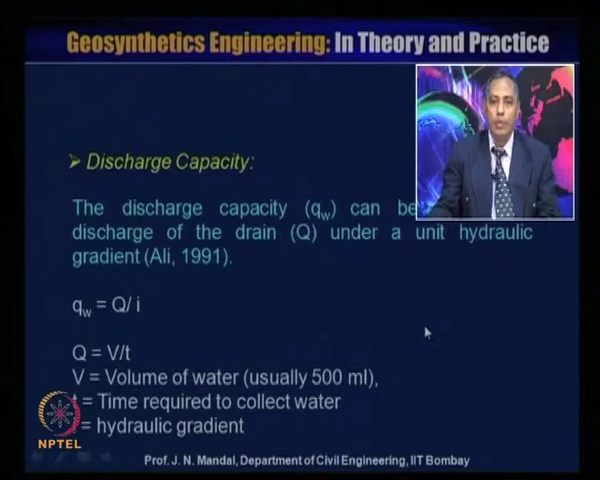 Geosynthetics Engineering: In Theory and Practice
➢ Discharge Capacity:
The discharge capacity (qw) can be
discharge of the drain (Q) under a unit hydraulic
gradient (Ali, 1991).
qw = Q/ i
Q = V/t
V = Volume of water (usually 500 ml),
= Time required to collect water
= hydraulic gradient
NPTEL
Prof. J. N. Mandal, Department of Civil Engineering, IIT Bombay